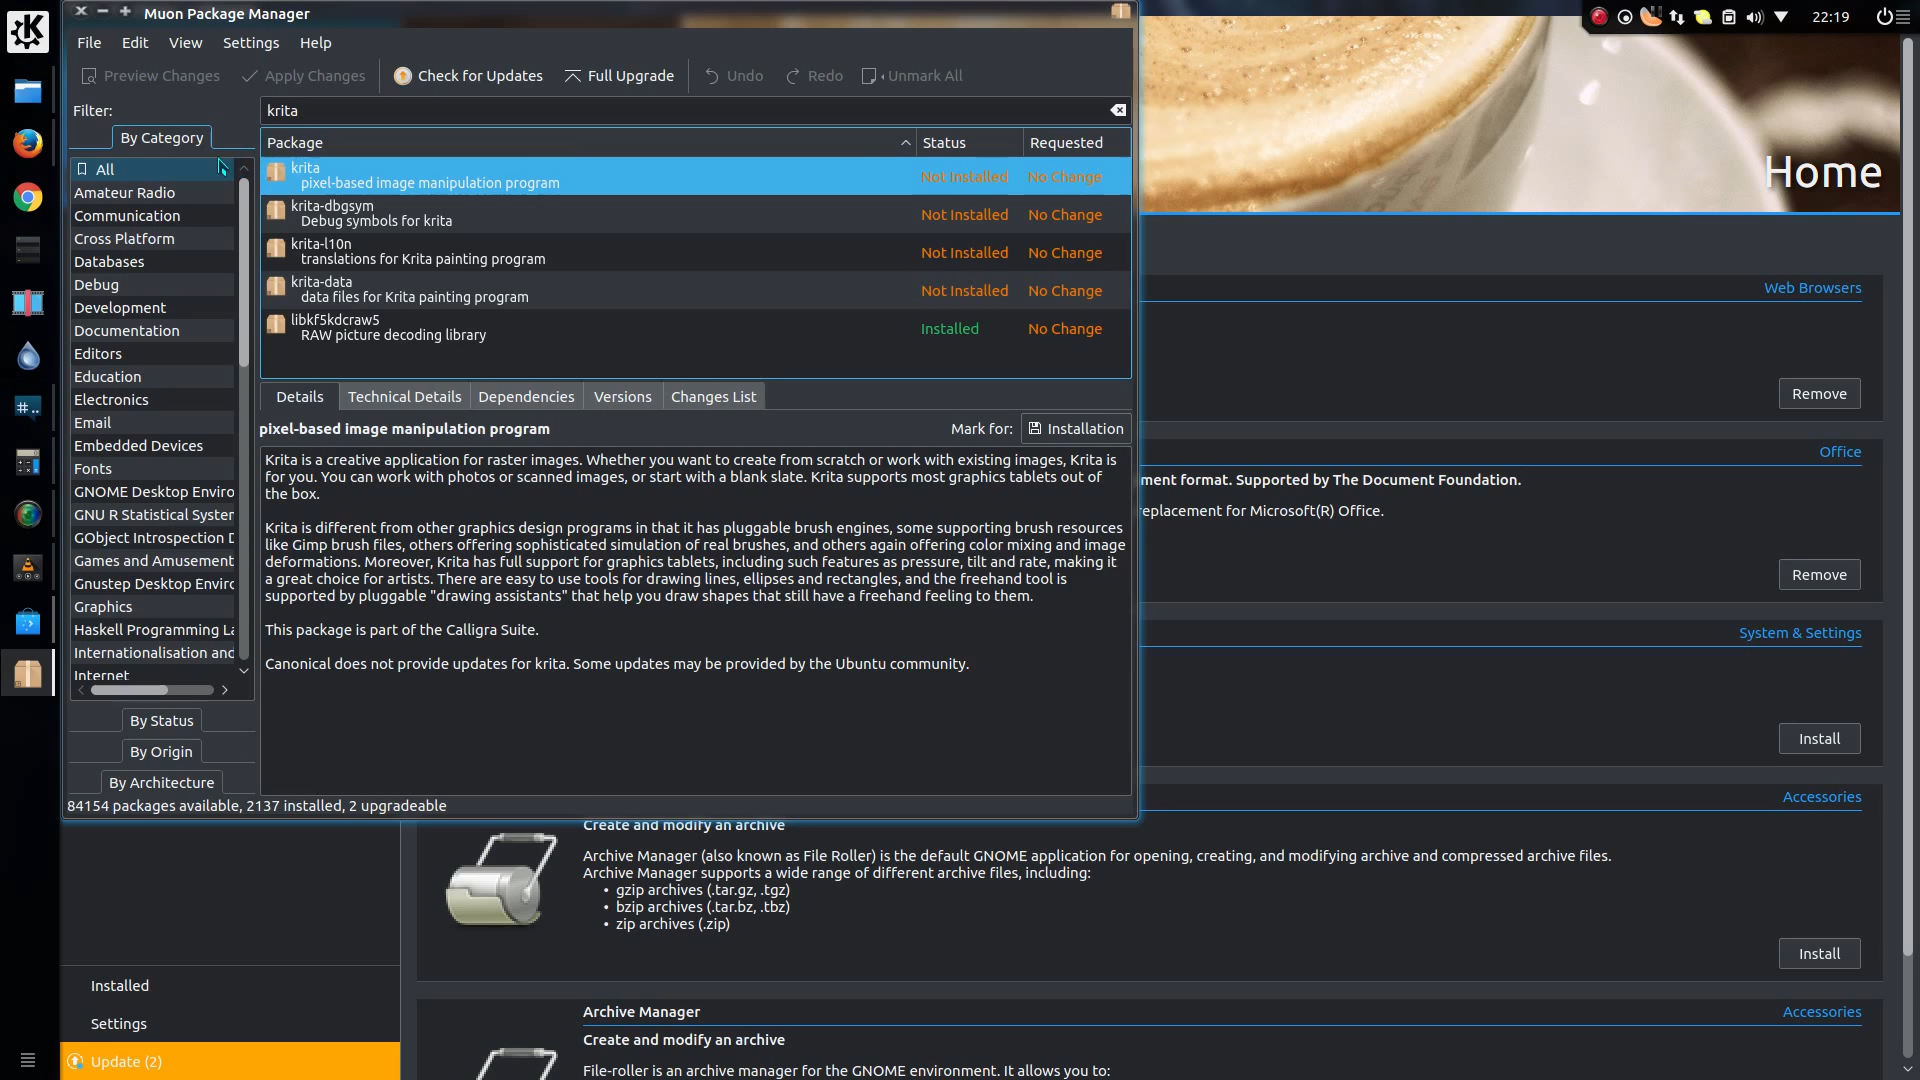 Muon Package Manager
22:19
File Edit View Settings Help
Preview Changes Apply Changes Check for Updates Full Upgrade Undo Redo Unmark All
Filter:
krita
By Category
All
Amateur Radio
Communication
Cross Platform
Databases
Debug
Development
Documentation
Editors
Education
Electronics
Email
Embedded Devices
Fonts
GNOME Desktop Enviro
GNU R Statistical System
GObject Introspection D
Games and Amusement
Gnustep Desktop Enviro
Graphics
Haskell Programming La
Internationalisation and
Internet
By Status
By Origin
By Architecture
Package Status Requested
krita
pixel-based image manipulation program
Not Installed No Change
krita-dbgsym
Debug symbols for krita
Not Installed No Change
krita-l10n
translations for Krita painting program
Not Installed No Change
krita-data
data files for Krita painting program
Not Installed No Change
libkf5kdcraw5
RAW picture decoding library
Installed No Change
Details Technical Details Dependencies Versions Changes List
pixel-based image manipulation program
Mark for: Installation
Krita is a creative application for raster images. Whether you want to create from scratch or work with existing images, Krita is
for you. You can work with photos or scanned images, or start with a blank slate. Krita supports most graphics tablets out of
the box.
Krita is different from other graphics design programs in that it has pluggable brush engines, some supporting brush resources
like Gimp brush files, others offering sophisticated simulation of real brushes, and others again offering color mixing and image
deformations. Moreover, Krita has full support for graphics tablets, including such features as pressure, tilt and rate, making it
a great choice for artists. There are easy to use tools for drawing lines, ellipses and rectangles, and the freehand tool is
supported by pluggable "drawing assistants" that help you draw shapes that still have a freehand feeling to them.
This package is part of the Calligra Suite.
Canonical does not provide updates for krita. Some updates may be provided by the Ubuntu community.
84154 packages available, 2137 installed, 2 upgradeable
Home
Web Browsers
Remove
Office
ment format. Supported by The Document Foundation.
replacement for Microsoft(R) Office.
Remove
System & Settings
Install
Accessories
Create and modify an archive
Archive Manager (also known as File Roller) is the default GNOME application for opening, creating, and modifying archive and compressed archive files.
Archive Manager supports a wide range of different archive files, including:
• gzip archives (.tar.gz, .tgz)
• bzip archives (.tar.bz, .tbz)
• zip archives (.zip)
Install
Archive Manager
Accessories
Create and modify an archive
File-roller is an archive manager for the GNOME environment. It allows you to:
Installed
Settings
Update (2)